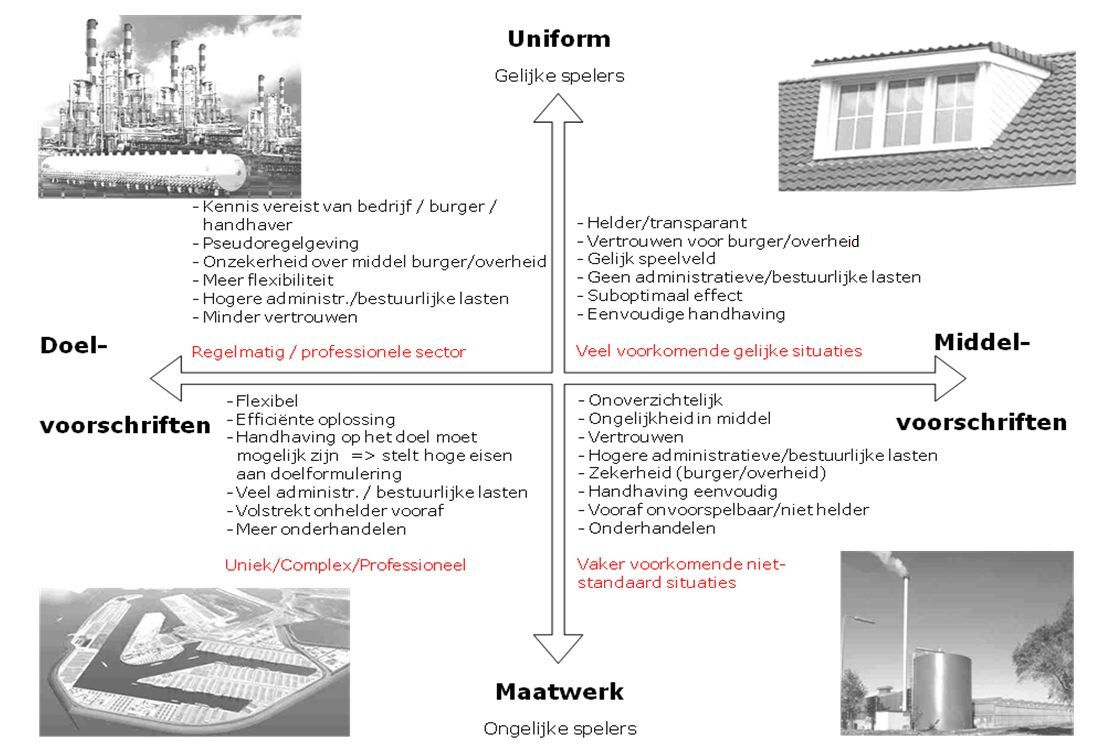 Uniform
Gelijke spelers
- Kennis vereist van bedrijf / burger /
handhaver
- Pseudoregelgeving
- Onzekerheid over middel burger/overheid
- Meer flexibiliteit
- Hogere administr./bestuurlijke lasten
- Minder vertrouwen
Regelmatig / professionele sector
- Helder/transparant
- Vertrouwen voor burger/overheid
- Gelijk speelveld
- Geen administratieve/bestuurlijke lasten
- Suboptimaal effect
- Eenvoudige handhaving
Veel voorkomende gelijke situaties
Doel-
voorschriften
Middel-
voorschriften
- Flexibel
- Efficiënte oplossing
- Handhaving op het doel moet
mogelijk zijn => stelt hoge eisen
aan doelformulering
- Veel administr. / bestuurlijke lasten
- Volstrekt onhelder vooraf
- Meer onderhandelen
Uniek/Complex/Professioneel
- Onoverzichtelijk
- Ongelijkheid in middel
- Vertrouwen
- Hogere administratieve/bestuurlijke lasten
- Zekerheid (burger/overheid)
- Handhaving eenvoudig
- Vooraf onvoorspelbaar/niet helder
- Onderhandelen
Vaker voorkomende niet-
standaard situaties
Maatwerk
Ongelijke spelers